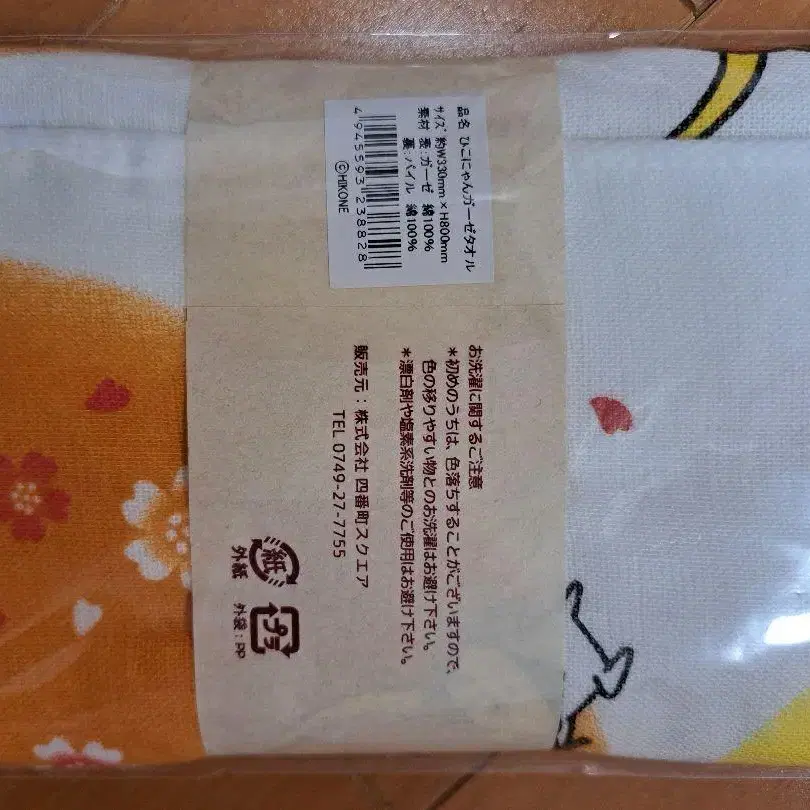 品名 ひこにゃんガーゼタオル
サイズ 約W330mm×H800mm
素材 表:ガーゼ 綿100%
裏:パイル 綿100%
4 945593 238828
©HIKONE
お洗濯に関するご注意
*初めのうちは、色落ちすることがございますので、
色の移りやすい物とのお洗濯はお避け下さい。
*漂白剤や塩素系洗剤等のご使用はお避け下さい。
販売元:株式会社 四番町スクエア
TEL 0749-27-7755
紙
外紙
プラ
外袋:PP